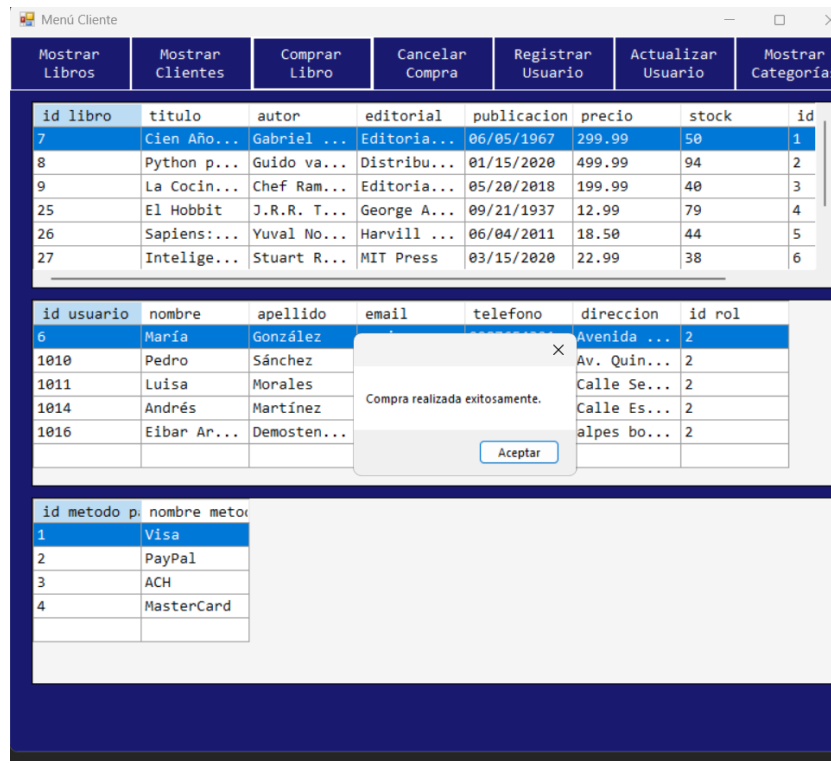 Menú Cliente
Mostrar Libros
Mostrar Clientes
Comprar Libro
Cancelar Compra
Registrar Usuario
Actualizar Usuario
Mostrar
id libro titulo autor editorial publicacion precio stock id
7 Cien Año... Gabriel ... Editoria... 06/05/1967 299.99 50 1
8 Python p... Guido va... Distribu... 01/15/2020 499.99 94 2
9 La Cocin... Chef Ram... Editoria... 05/20/2018 199.99 40 3
25 El Hobbit J.R.R. T... George A... 09/21/1937 12.99 79 4
26 Sapiens:... Yuval No... Harvill ... 06/04/2011 18.50 44 5
27 Intelige... Stuart R... MIT Press 03/15/2020 22.99 38 6
id usuario nombre apellido email telefono direccion id rol
6 María González Avenida ... 2
1010 Pedro Sánchez Av. Quin... 2
1011 Luisa Morales Calle Se... 2
1014 Andrés Martínez Calle Es... 2
1016 Eibar Ar... Demosten... alpes bo... 2
Compra realizada exitosamente.
Aceptar
id metodo nombre
1 Visa
2 PayPal
3 ACH
4 MasterCard